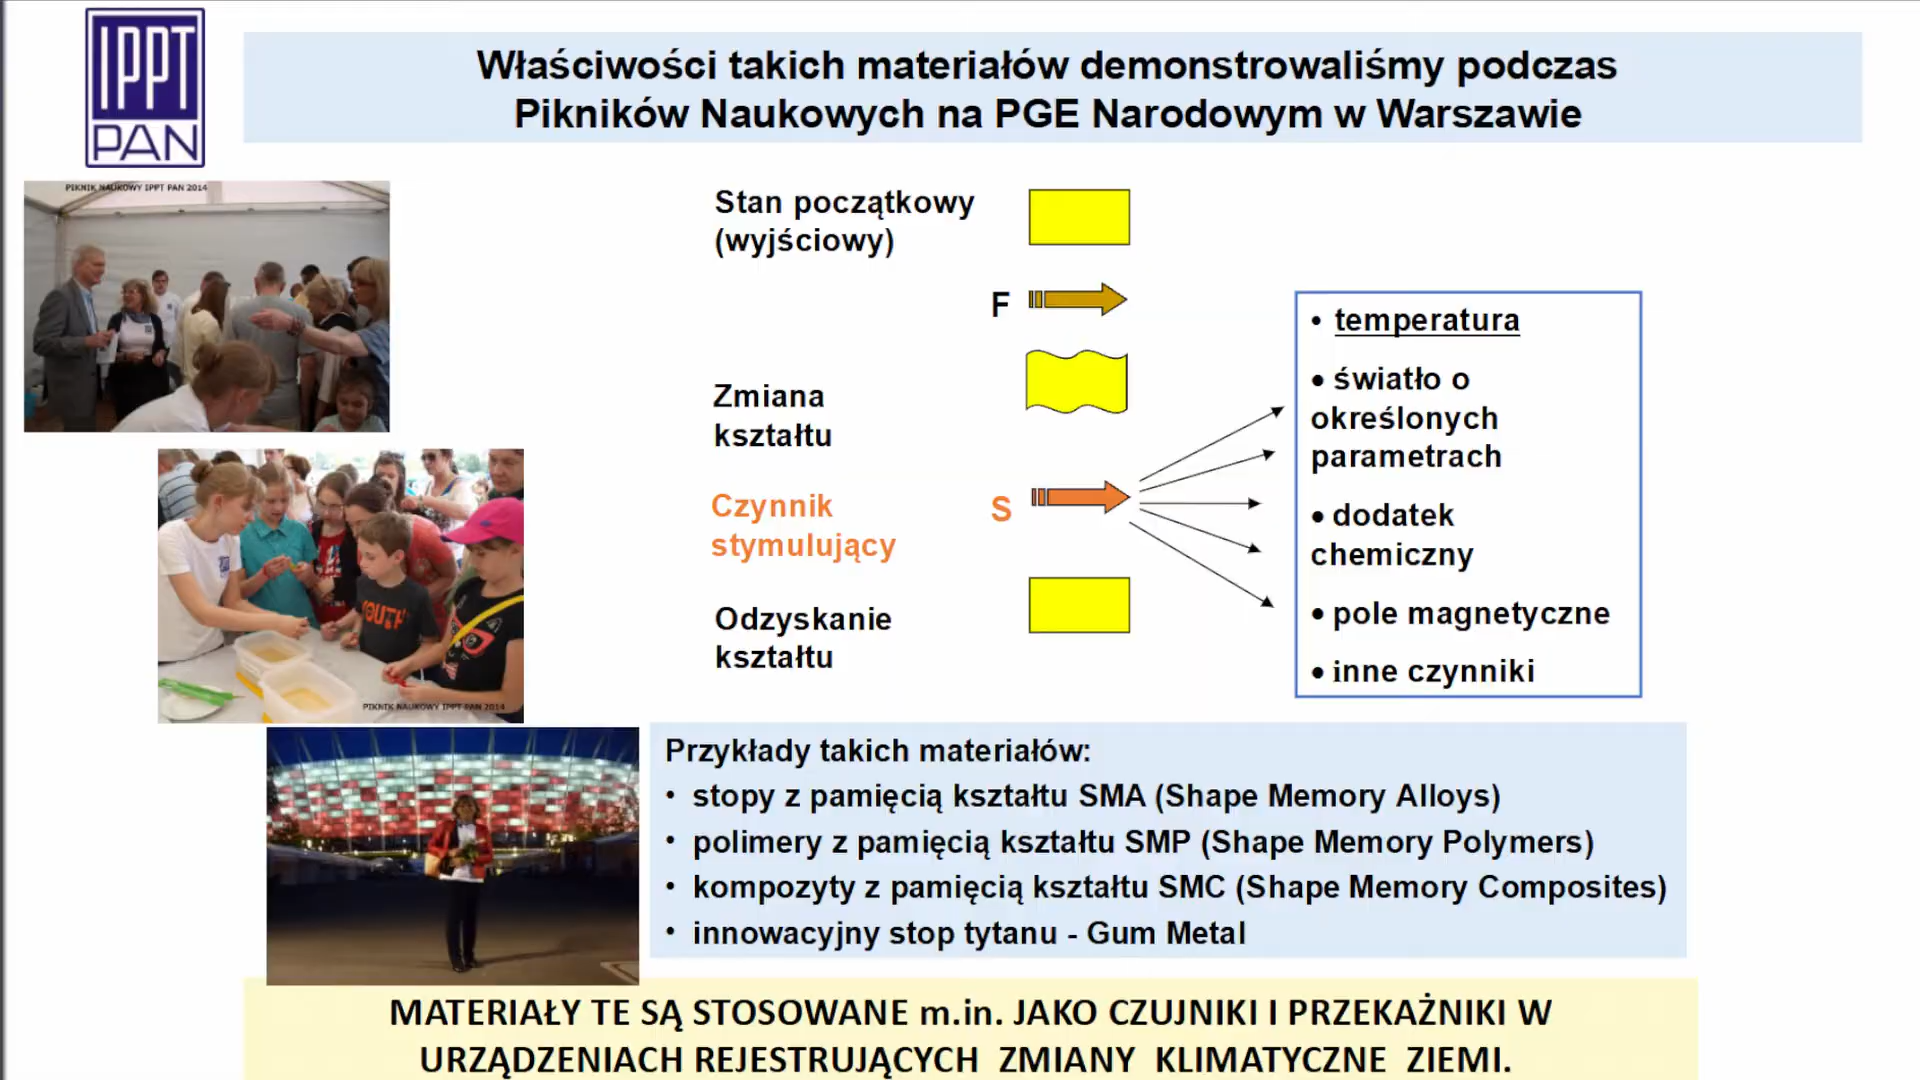 IPPT
PAN
Właściwości takich materiałów demonstrowaliśmy podczas
Pikników Naukowych na PGE Narodowym w Warszawie
PIKNIK NAUKOWY IPPT PAN 2014
Stan początkowy
(wyjściowy)
F
Zmiana
kształtu
Czynnik
stymulujący
S
Odzyskanie
kształtu
• temperatura
• światło o
określonych
parametrach
• dodatek
chemiczny
• pole magnetyczne
• inne czynniki
YOUTH
PIKNIK NAUKOWY IPPT PAN 2014
Przykłady takich materiałów:
• stopy z pamięcią kształtu SMA (Shape Memory Alloys)
• polimery z pamięcią kształtu SMP (Shape Memory Polymers)
• kompozyty z pamięcią kształtu SMC (Shape Memory Composites)
• innowacyjny stop tytanu - Gum Metal
MATERIAŁY TE SĄ STOSOWANE m.in. JAKO CZUJNIKI I PRZEKAŹNIKI W
URZĄDZENIACH REJESTRUJĄCYCH ZMIANY KLIMATYCZNE ZIEMI.